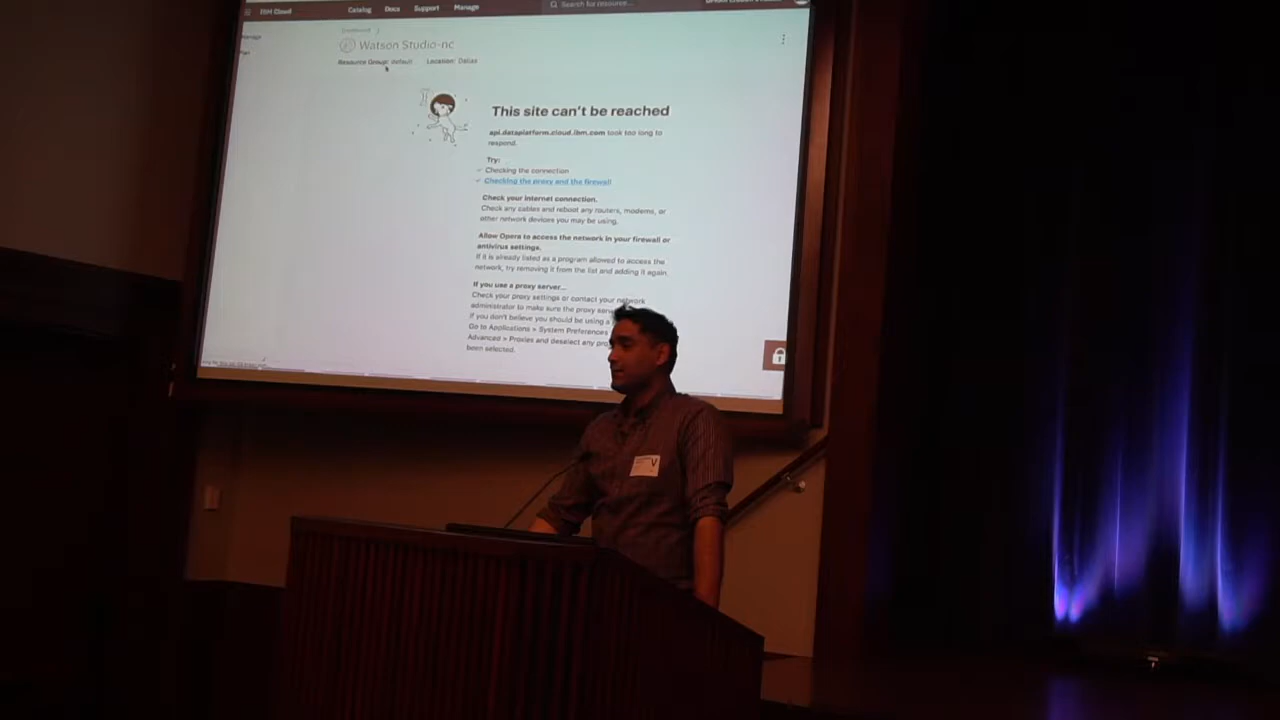 IBM Cloud Catalog Docs Support Manage Search for resource...
Manage
Plan
Dashboard
Watson Studio-nc
Resource Group: default Location: Dallas
This site can't be reached
api.dataplatform.cloud.ibm.com took too long to
respond.
Try:
Checking the connection
Checking the proxy and the firewall
Check your internet connection.
Check any cables and reboot any routers, modems, or
other network devices you may be using.
Allow Opera to access the network in your firewall or
antivirus settings.
If it is already listed as a program allowed to access the
network, try removing it from the list and adding it again.
If you use a proxy server...
Check your proxy settings or contact your network
administrator to make sure the proxy
If you don't believe you should be using a
Go to Applications > System Preferences
Advanced > Proxies and deselect any
been selected.
V